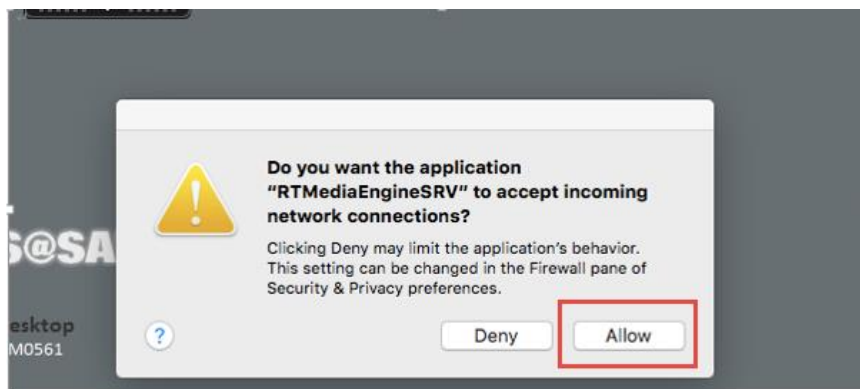 Do you want the application
“RTMediaEngineSRV” to accept incoming
network connections?
S@SA
Clicking Deny may limit the application’s behavior.
This setting can be changed in the Firewall pane of
Security & Privacy preferences.
esktop
M0561
?
Deny
Allow